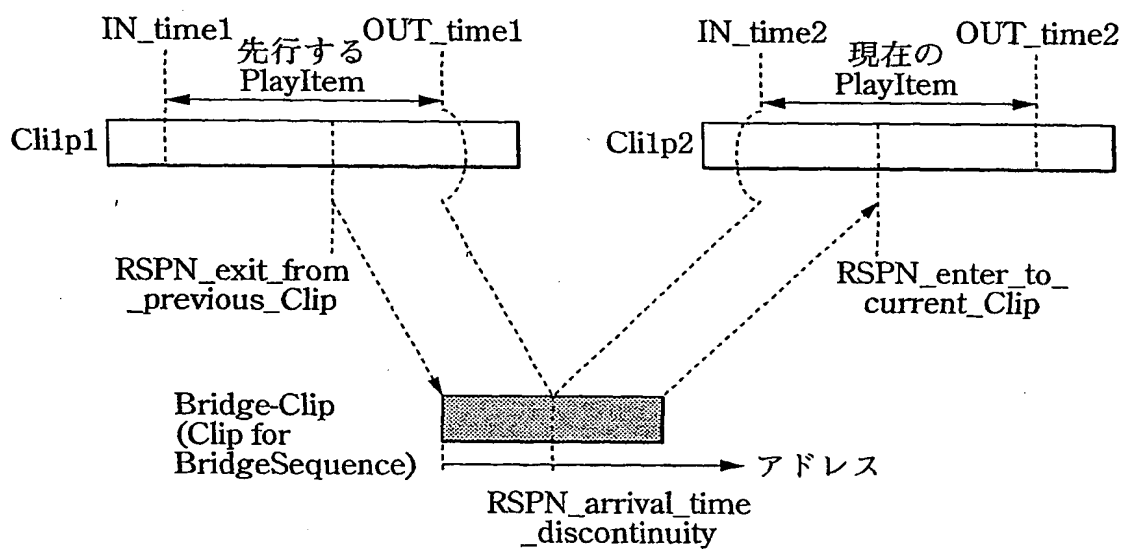 IN_time1
先行する
PlayItem
OUT_time1
IN_time2
現在の
PlayItem
OUT_time2
Cli1p1
Cli1p2
RSPN_exit_from
_previous_Clip
RSPN_enter_to_
current_Clip
Bridge-Clip
(Clip for
BridgeSequence)
アドレス
RSPN_arrival_time
_discontinuity